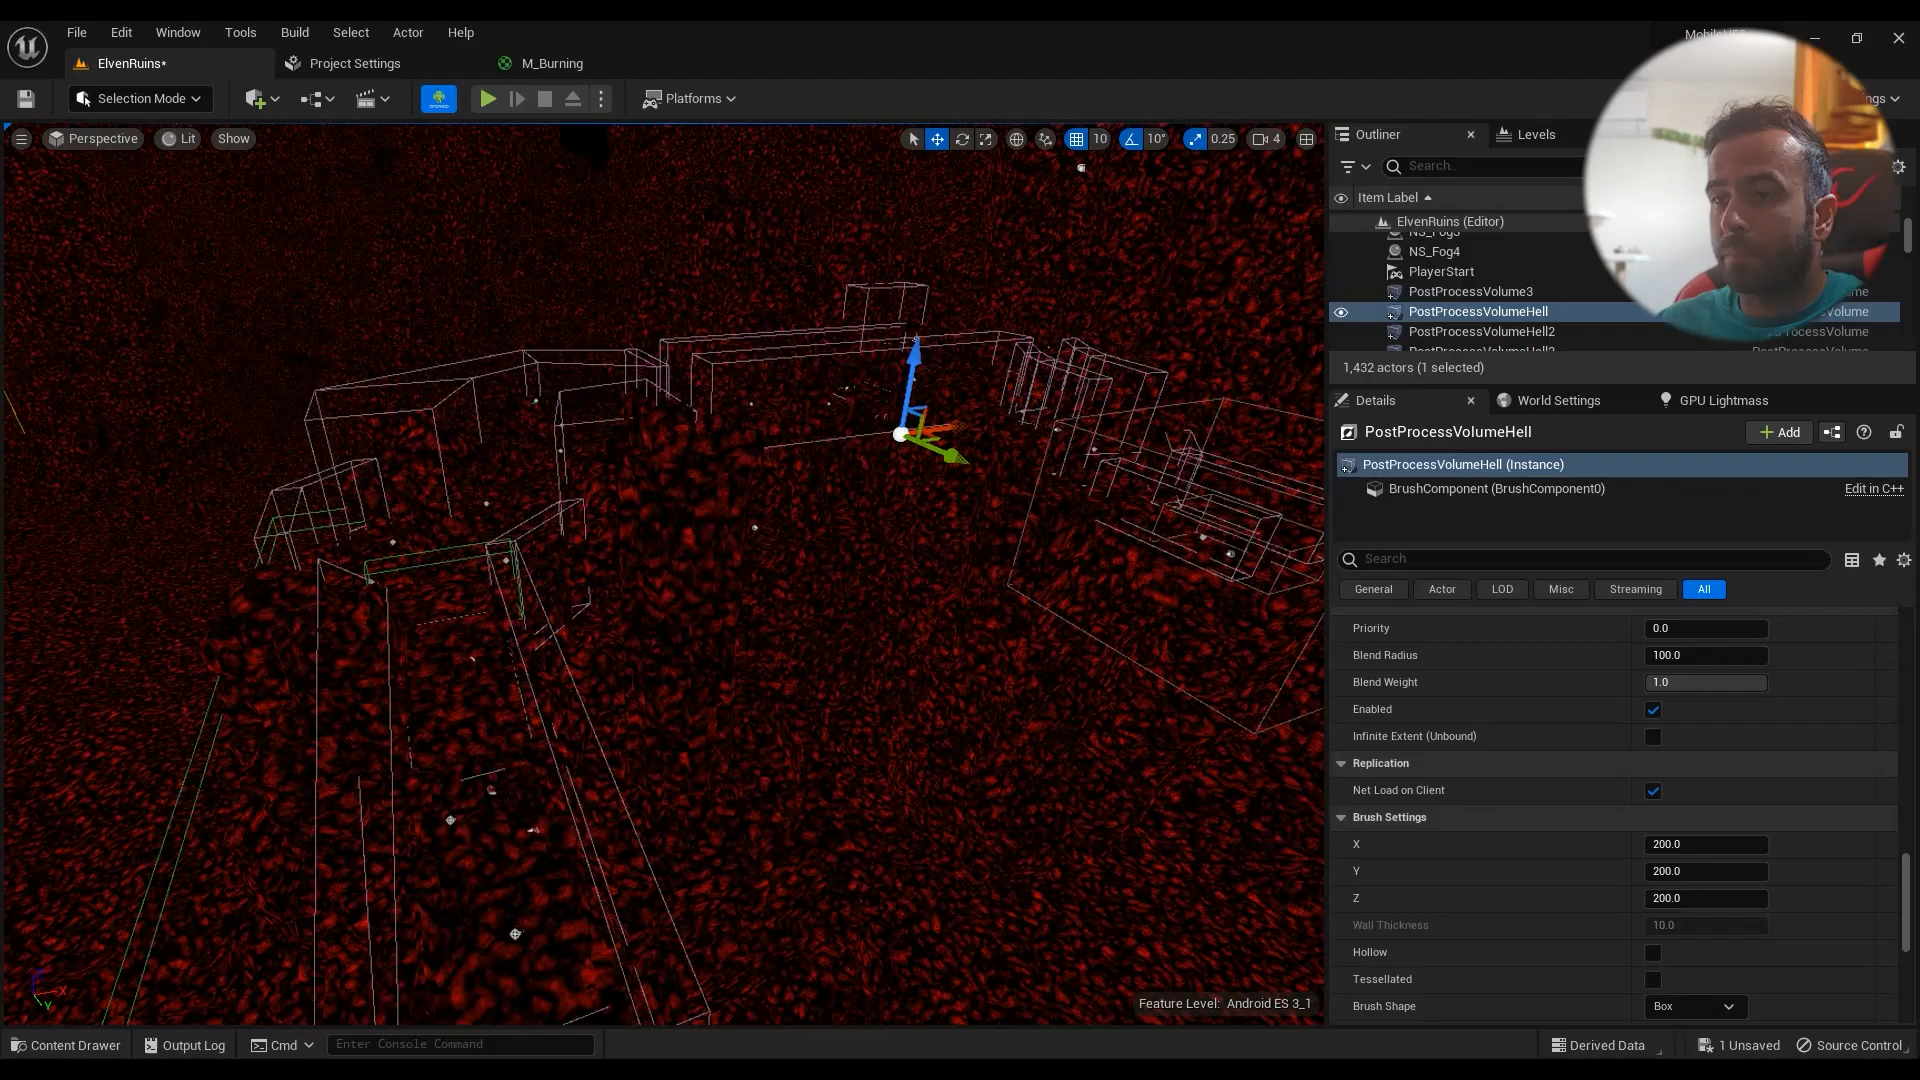 File Edit Window Tools Build Select Actor Help
ElvenRuins* Project Settings M_Burning
Selection Mode Platforms
Perspective Lit Show 10 10° 0.25 4
Outliner Levels
Search...
Item Label
ElvenRuins (Editor)
NS_Fog4
PlayerStart
PostProcessVolume3
PostProcessVolumeHell
PostProcessVolumeHell2
1,432 actors (1 selected)
Details World Settings GPU Lightmass
PostProcessVolumeHell Add
PostProcessVolumeHell (Instance)
BrushComponent (BrushComponent0) Edit in C++
Search
General Actor LOD Misc Streaming All
Priority 0.0
Blend Radius 100.0
Blend Weight 1.0
Enabled
Infinite Extent (Unbound)
Replication
Net Load on Client
Brush Settings
X 200.0
Y 200.0
Z 200.0
Wall Thickness 10.0
Hollow
Tessellated
Brush Shape Box
X
Y
Feature Level: Android ES 3_1
Content Drawer Output Log Cmd Enter Console Command Derived Data 1 Unsaved Source Control